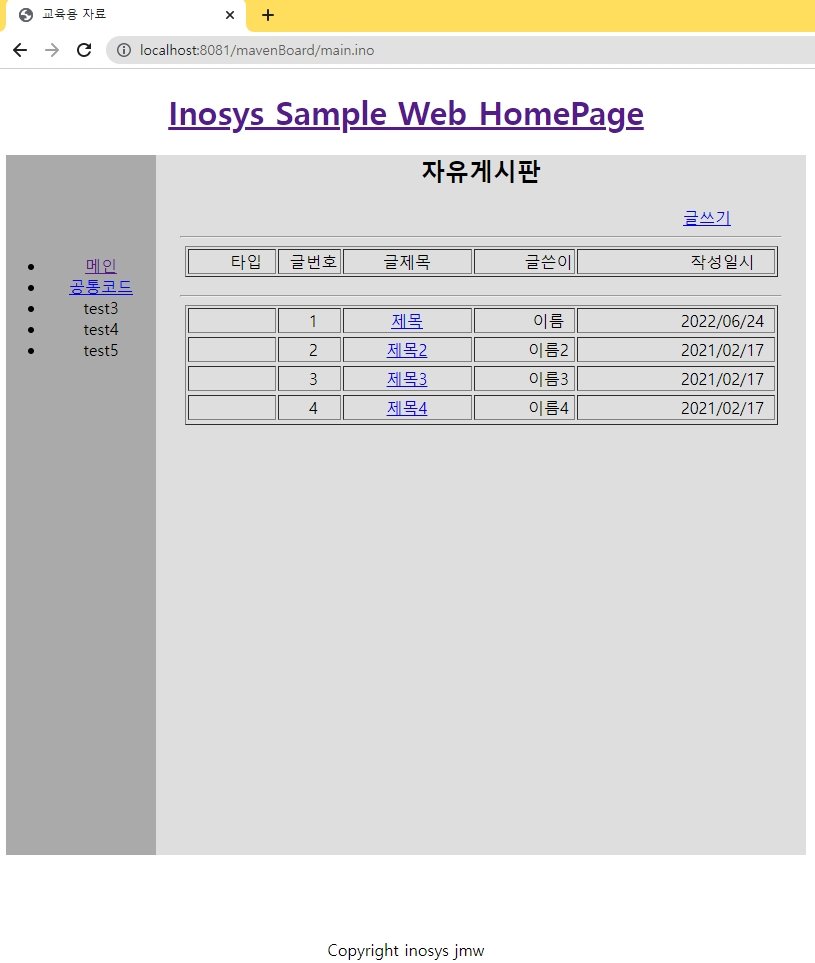 교육용 자료
localhost:8081/mavenBoard/main.ino
Inosys Sample Web HomePage
메인
공통코드
test3
test4
test5
자유게시판
글쓰기
타입 글번호 글제목 글쓴이 작성일시
1 제목 이름 2022/06/24
2 제목2 이름2 2021/02/17
3 제목3 이름3 2021/02/17
4 제목4 이름4 2021/02/17
Copyright inosys jmw